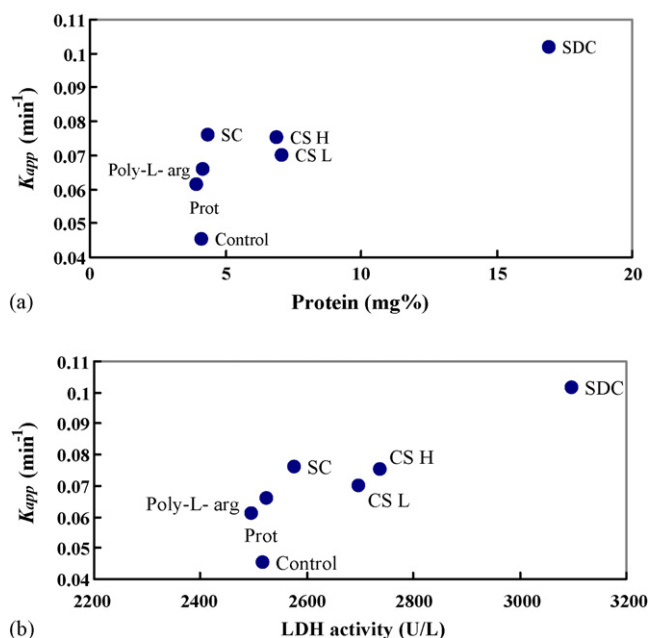 0.11
0.1
0.09
0.08
0.07
0.06
0.05
0.04
Kapp (min-1)
SDC
SC
CS H
CS L
Poly-L- arg
Prot
Control
0 5 10 15 20
(a) Protein (mg%)
0.11
0.1
0.09
0.08
0.07
0.06
0.05
0.04
Kapp (min-1)
SDC
SC
CS H
CS L
Poly-L- arg
Prot
Control
2200 2400 2600 2800 3000 3200
(b) LDH activity (U/L)